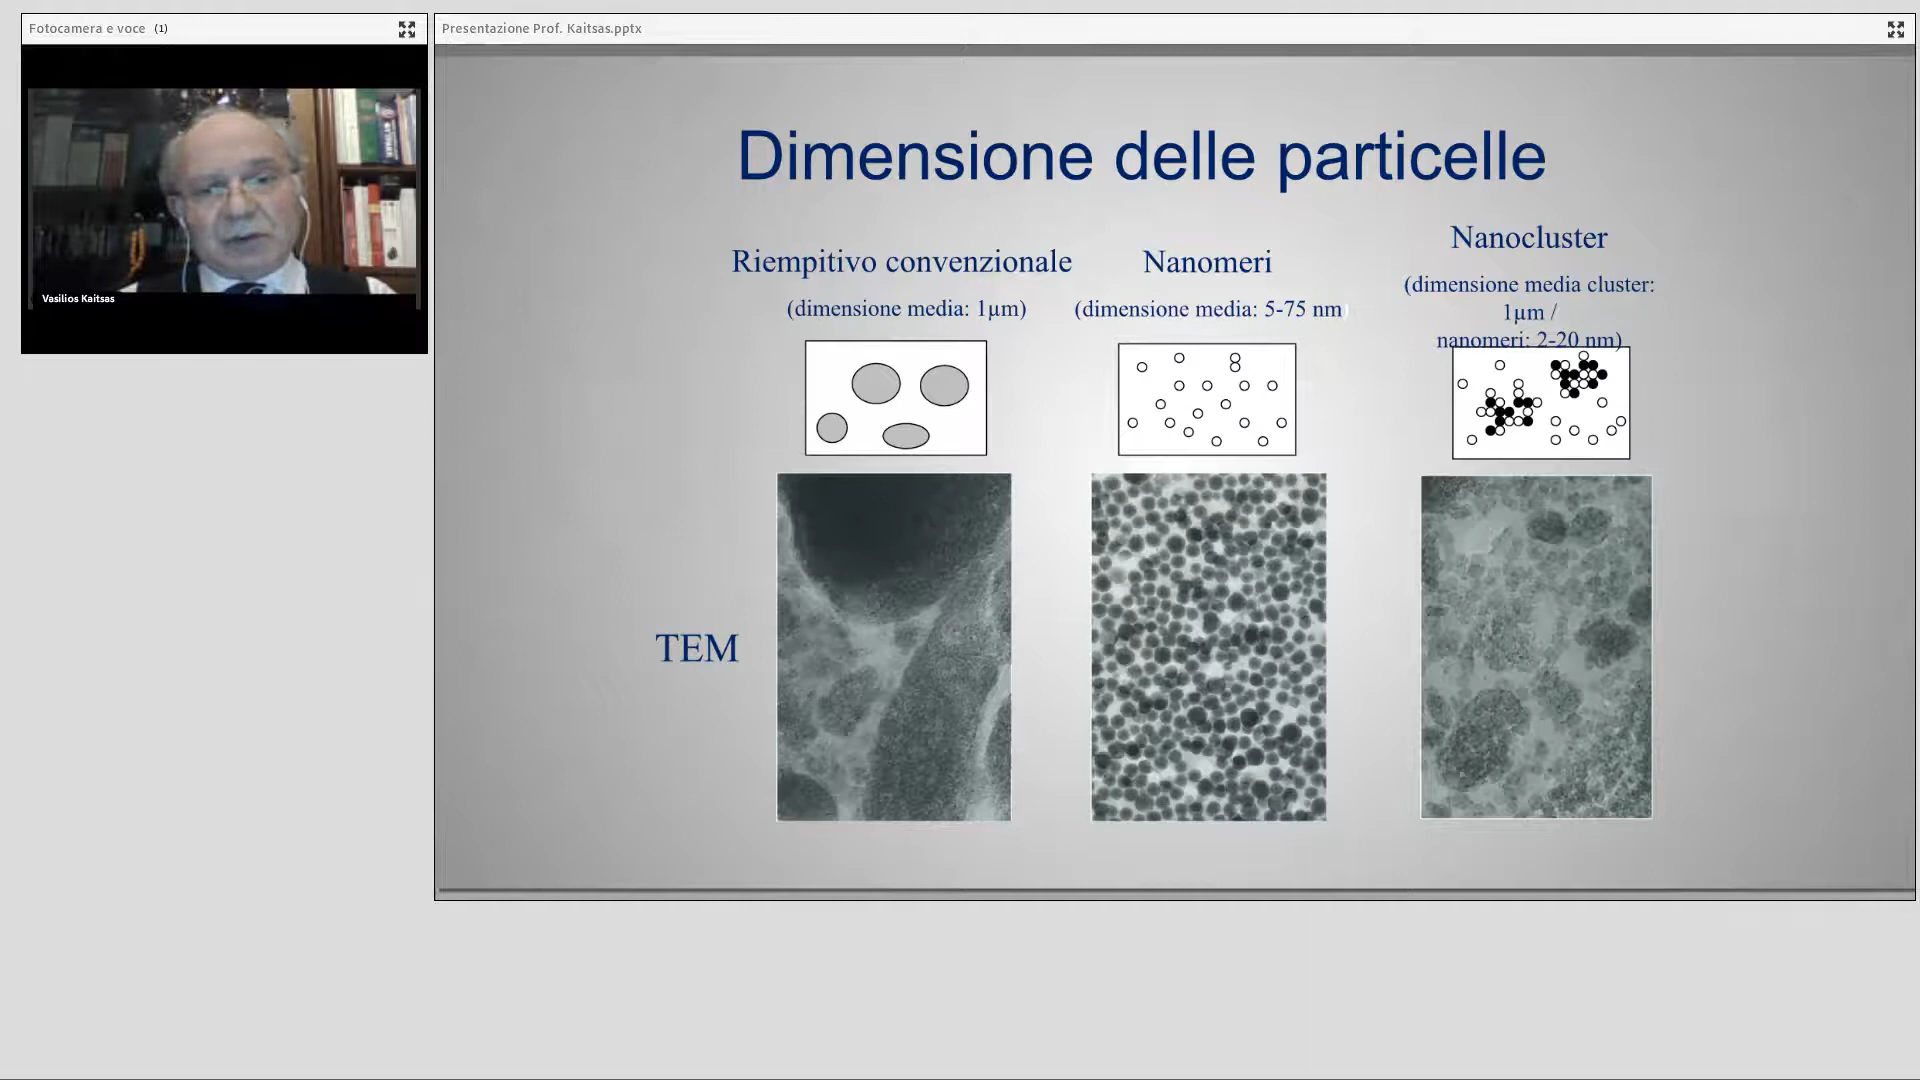 Fotocamera e voce (1)
Vasilios Kaitsas
Presentazione Prof. Kaitsas.pptx
Dimensione delle particelle
Riempitivo convenzionale
(dimensione media: 1µm)
Nanomeri
(dimensione media: 5-75 nm)
Nanocluster
(dimensione media cluster:
1µm /
nanomeri: 2-20 nm)
TEM